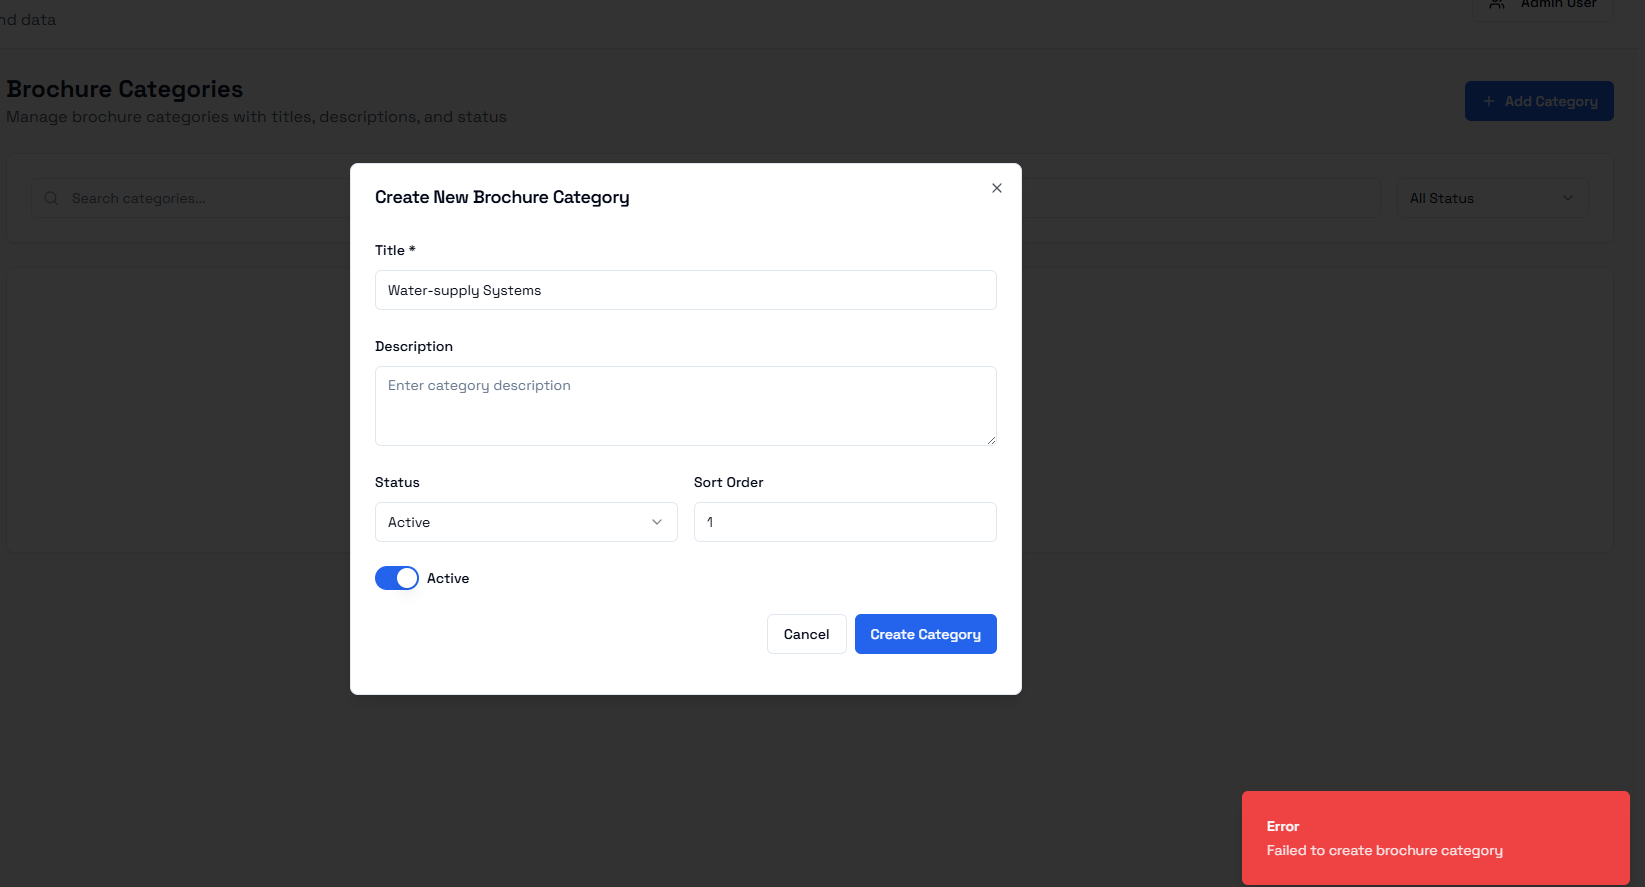 nd data
Admin User
Brochure Categories
Manage brochure categories with titles, descriptions, and status
Add Category
Search categories...
All Status
Create New Brochure Category
Title *
Water-supply Systems
Description
Enter category description
Status
Sort Order
Active
1
Active
Cancel
Create Category
Error
Failed to create brochure category